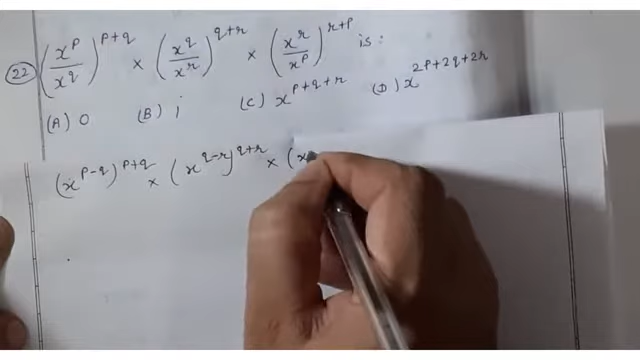 (22) (x^p/x^q)^{p+q} × (x^q/x^r)^{q+r} × (x^r/x^p)^{r+p} is:
(A) 0 (B) 1 (C) x^{p+q+r} (D) x^{2p+2q+2r}
(x^{p-q})^{p+q} × (x^{q-r})^{q+r} × (x